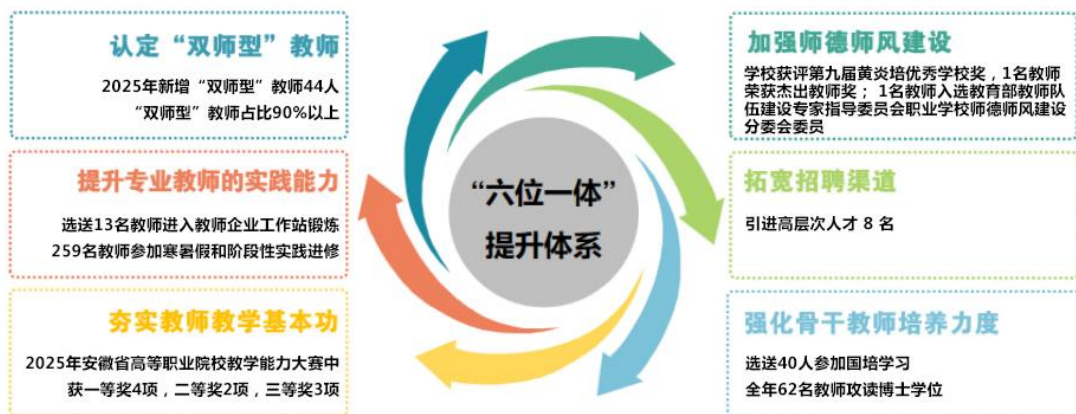 认定“双师型”教师
2025年新增“双师型”教师44人
“双师型”教师占比90%以上
提升专业教师的实践能力
选送13名教师进入教师企业工作站锻炼
259名教师参加寒暑假和阶段性实践进修
夯实教师教学基本功
2025年安徽省高等职业院校教学能力大赛中
获一等奖4项，二等奖2项，三等奖3项
“六位一体”
提升体系
加强师德师风建设
学校获评第九届黄炎培优秀学校奖，1名教师
荣获杰出教师奖；1名教师入选教育部教师队
伍建设专家指导委员会职业学校师德师风建设
分委会委员
拓宽招聘渠道
引进高层次人才 8 名
强化骨干教师培养力度
选送40人参加国培学习
全年62名教师攻读博士学位